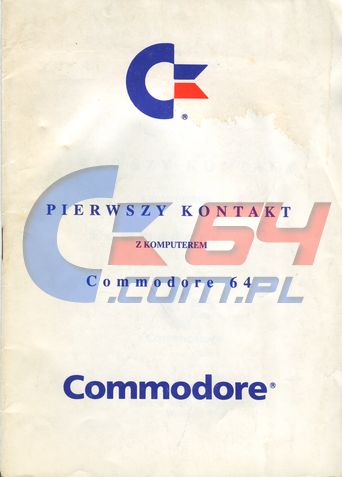 ®
PIERWSZY KONTAKT
Z KOMPUTEREM
Commodore 64
C64.COM.PL
Commodore®